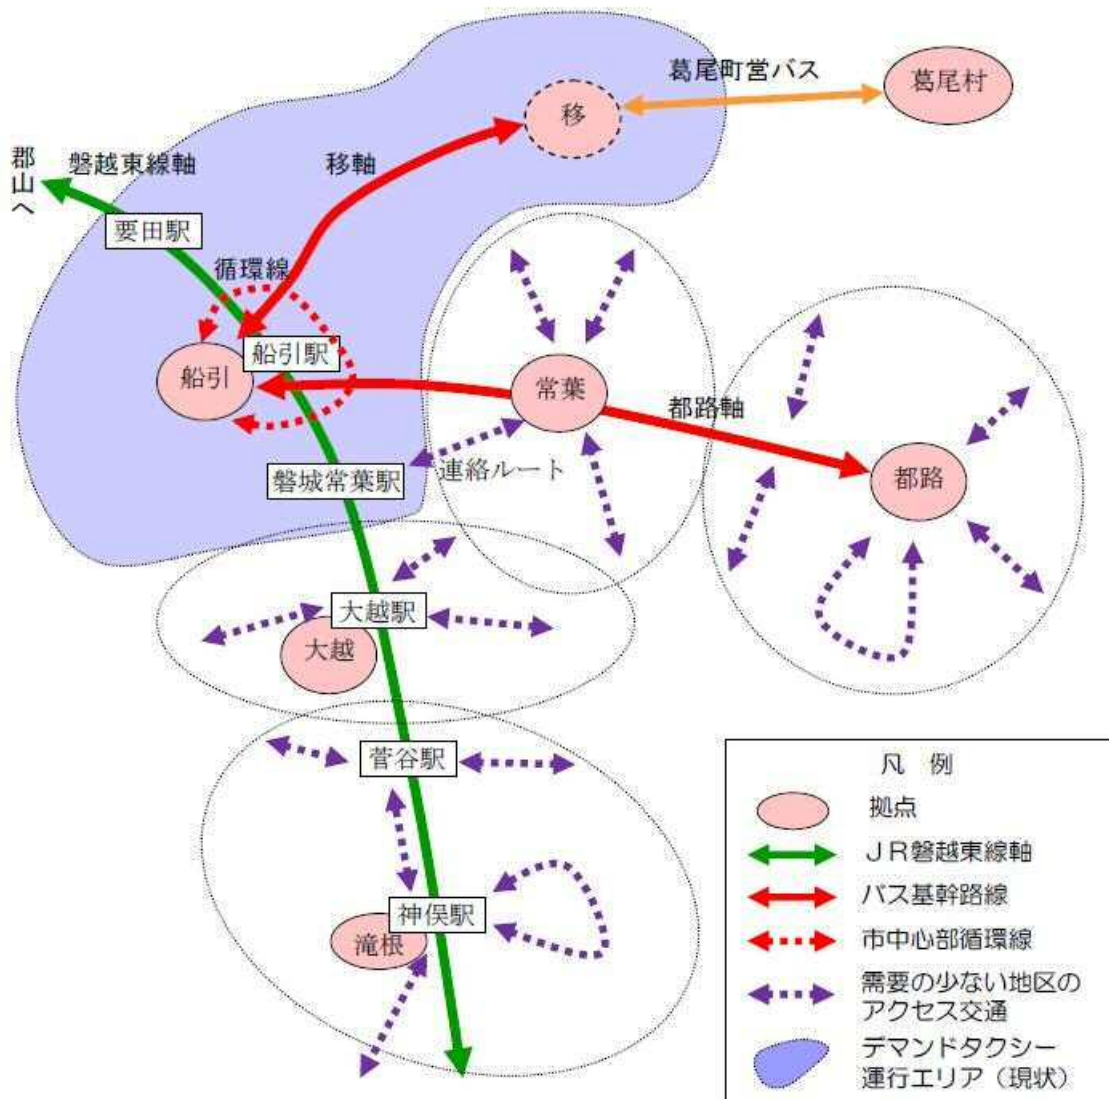 葛尾町営バス
葛尾村
移
郡山へ
磐越東線軸
移軸
要田駅
循環線
船引駅
船引
常葉
都路軸
都路
連絡ルート
磐城常葉駅
大越駅
大越
菅谷駅
神俣駅
滝根
凡 例
拠点
JR磐越東線軸
バス基幹路線
市中心部循環線
需要の少ない地区の
アクセス交通
デマンドタクシー
運行エリア（現状）